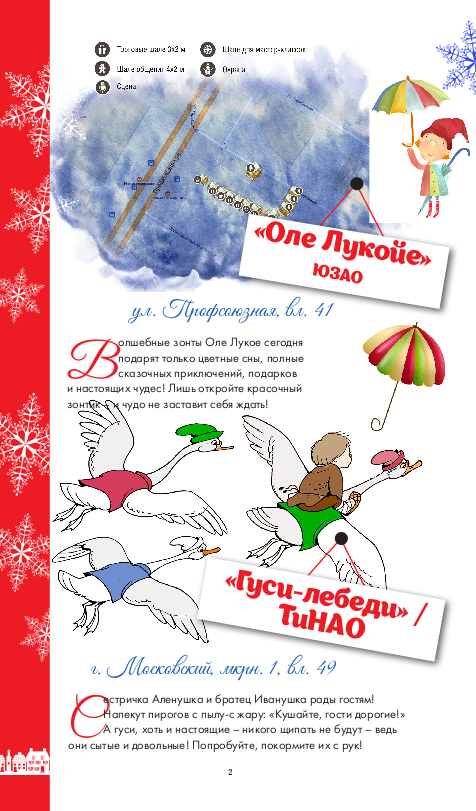 Торговые шале 3х2 м
Шале для мастер-классов
Шале общепит 4х2 м
Охрана
Сцена
«Оле Лукойе»
ЮЗАО
ул. Профсоюзная, вл. 41
Волшебные зонты Оле Лукое сегодня
подарят только цветные сны, полные
сказочных приключений, подарков
и настоящих чудес! Лишь откройте красочный
зонтик – и чудо не заставит себя ждать!
«Гуси-лебеди» /
ТиНАО
г. Московский, мкрн. 1, вл. 49
Сестричка Аленушка и братец Иванушка рады гостям!
Напекут пирогов с пылу-с жару: «Кушайте, гости дорогие!»
А гуси, хоть и настоящие – никого щипать не будут – ведь
они сытые и довольные! Попробуйте, покормите их с рук!
2